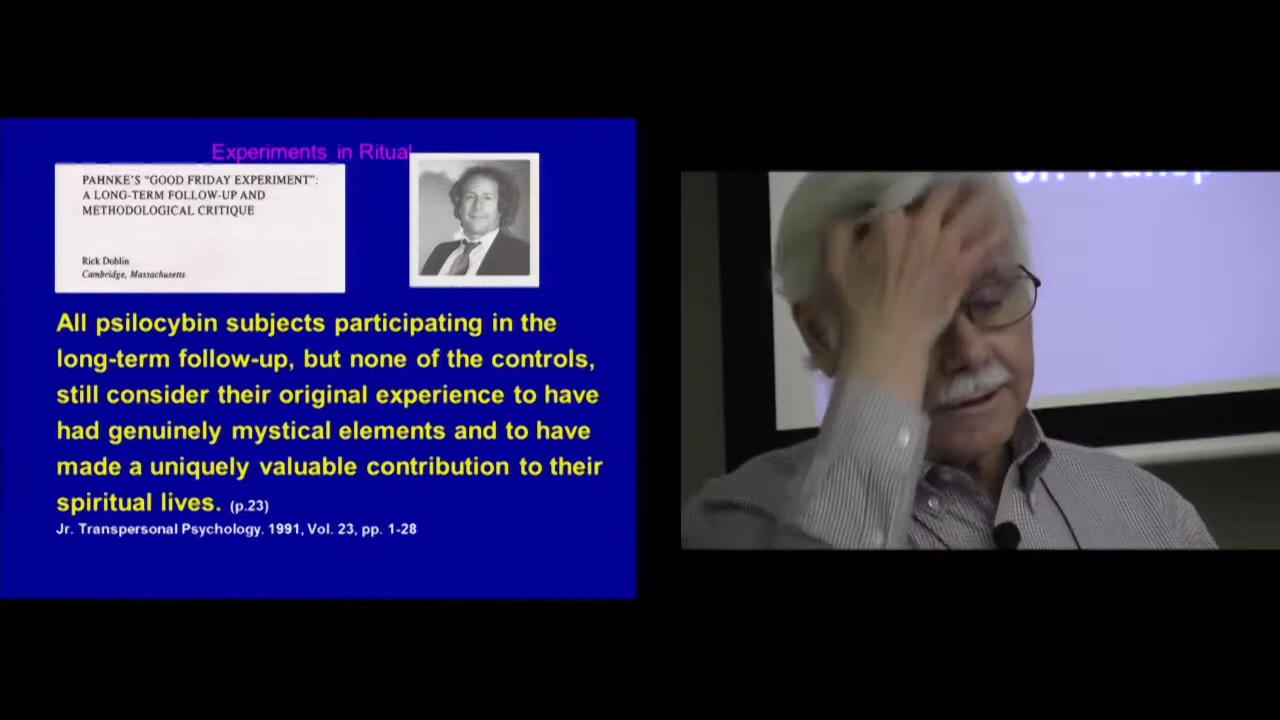 Experiments in Ritual
PAHNKE'S "GOOD FRIDAY EXPERIMENT":
A LONG-TERM FOLLOW-UP AND
METHODOLOGICAL CRITIQUE
Rick Doblin
Cambridge, Massachusetts
All psilocybin subjects participating in the
long-term follow-up, but none of the controls,
still consider their original experience to have
had genuinely mystical elements and to have
made a uniquely valuable contribution to their
spiritual lives. (p.23)
Jr. Transpersonal Psychology. 1991, Vol. 23, pp. 1-28